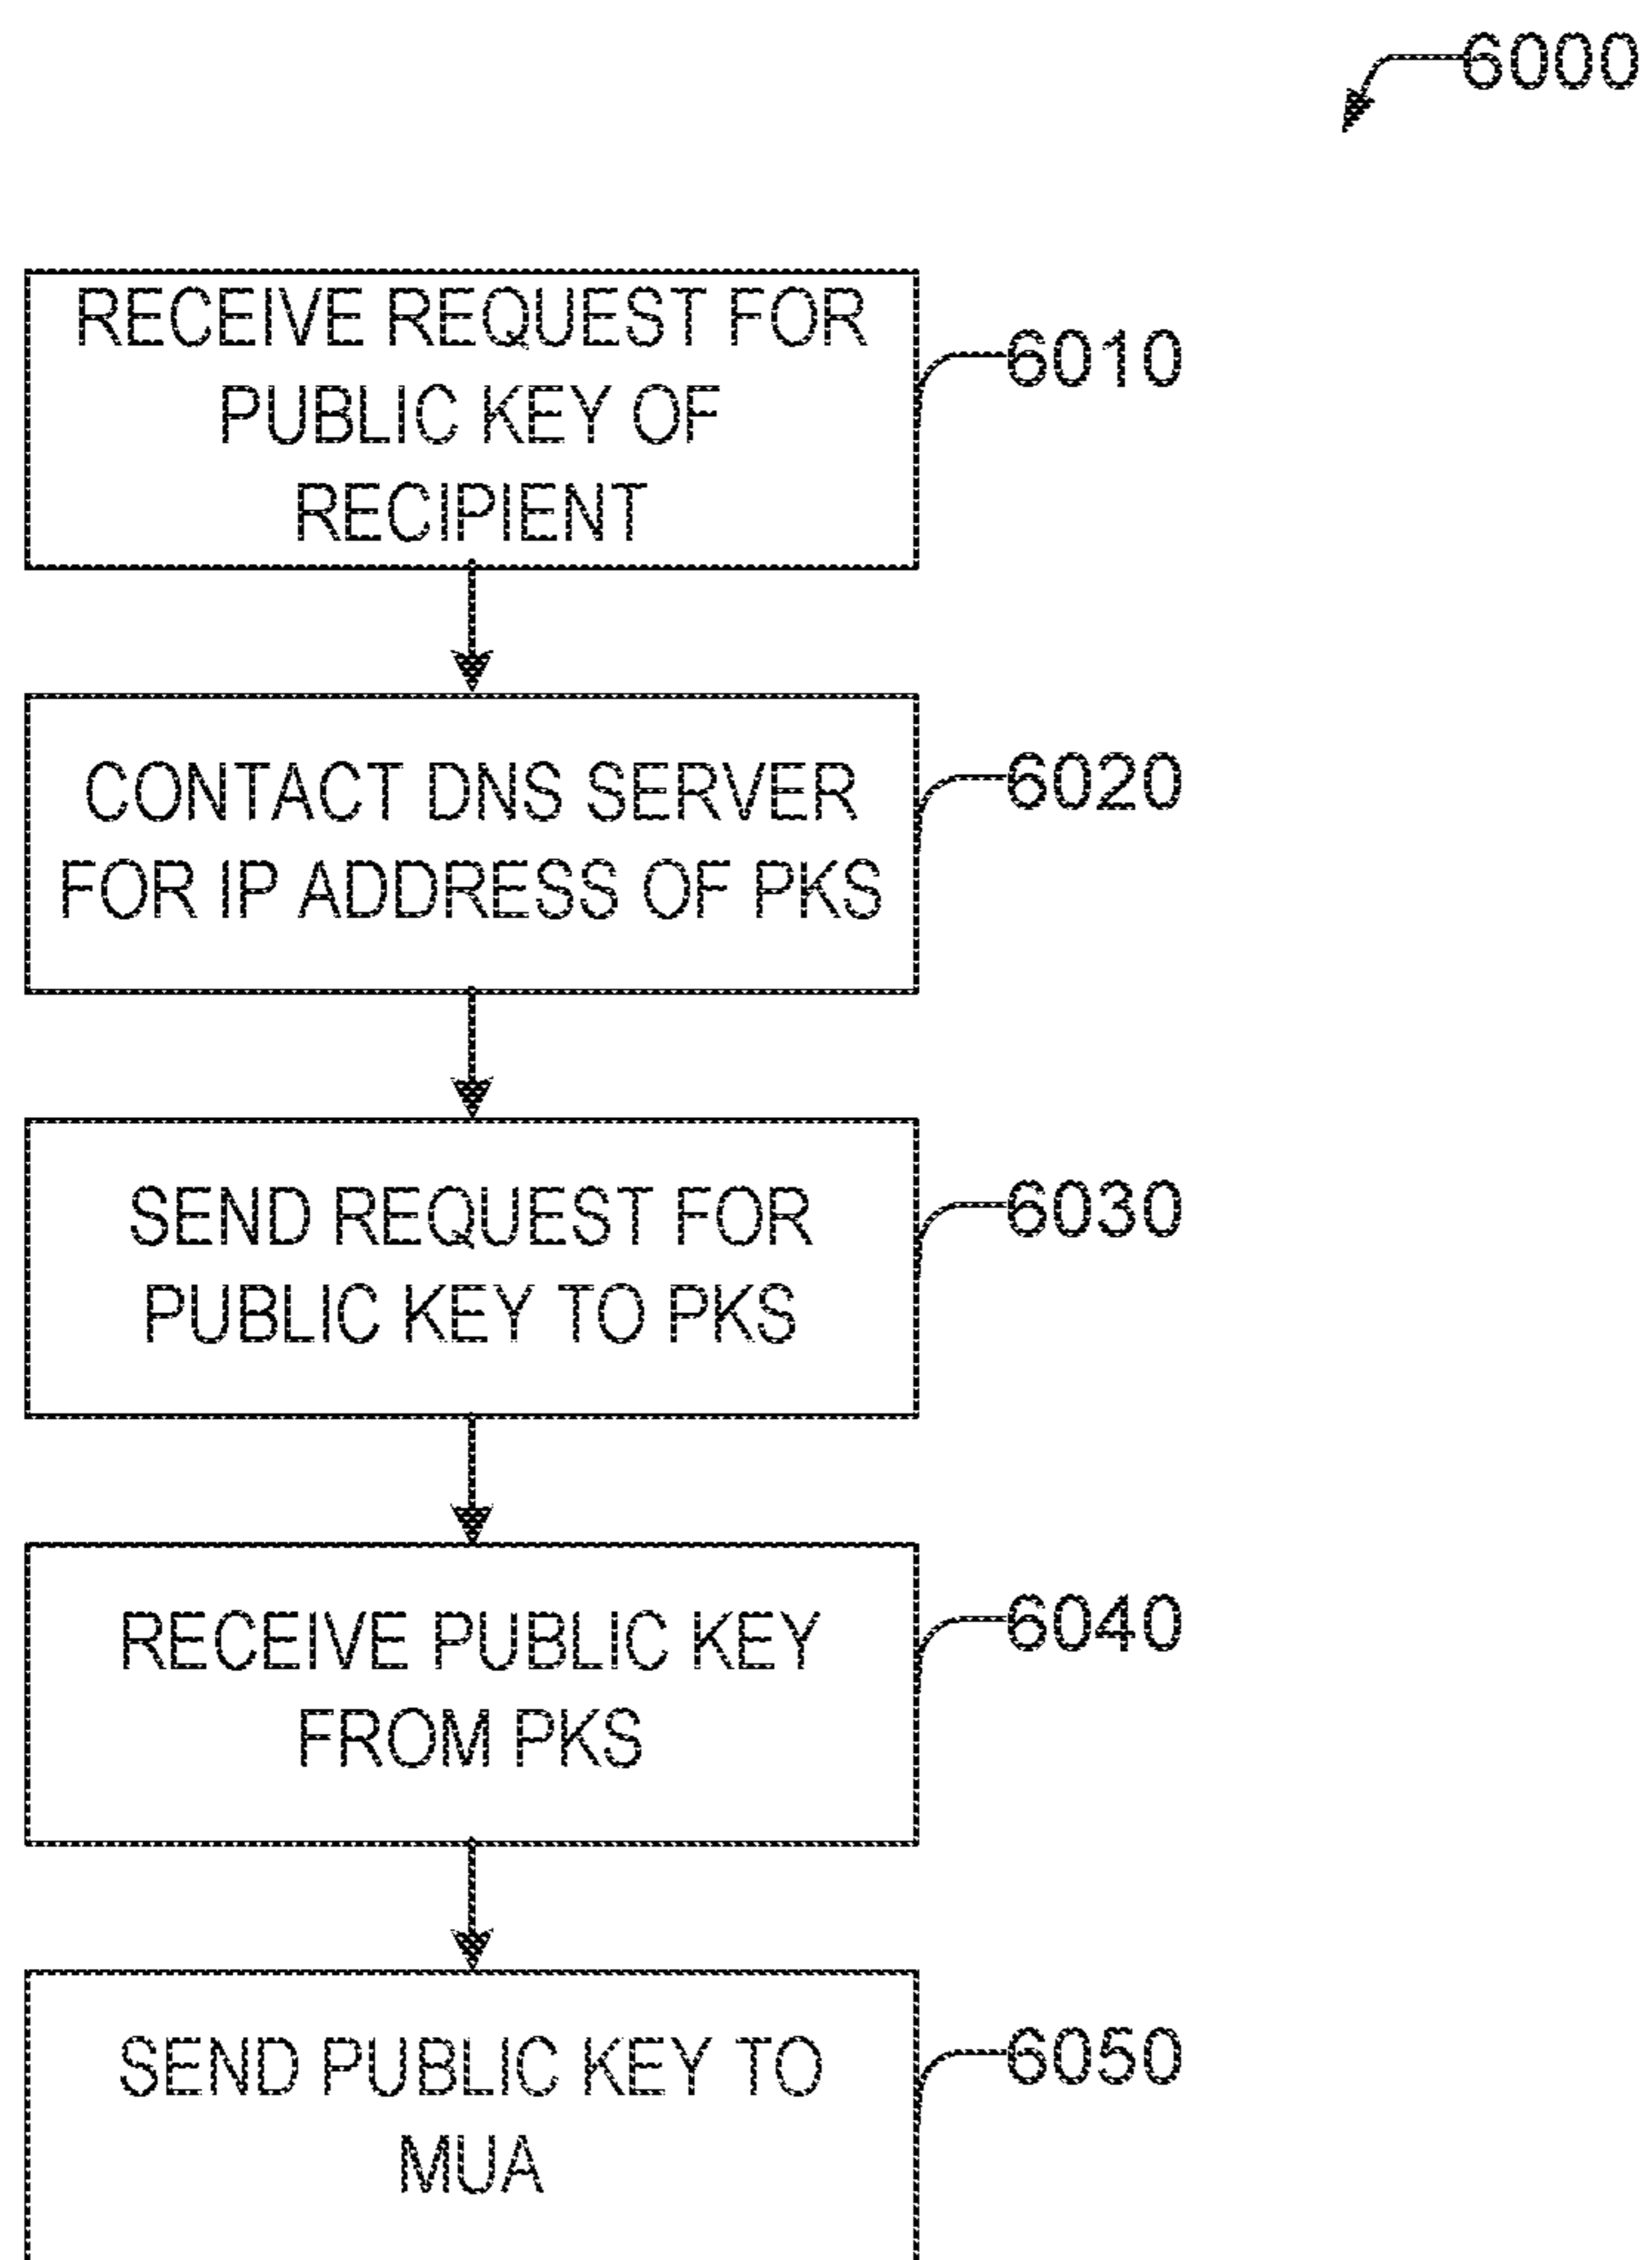 6000
RECEIVE REQUEST FOR
PUBLIC KEY OF
RECIPIENT
6010
CONTACT DNS SERVER
FOR IP ADDRESS OF PKS
6020
SEND REQUEST FOR
PUBLIC KEY TO PKS
6030
RECEIVE PUBLIC KEY
FROM PKS
6040
SEND PUBLIC KEY TO
MUA
6050